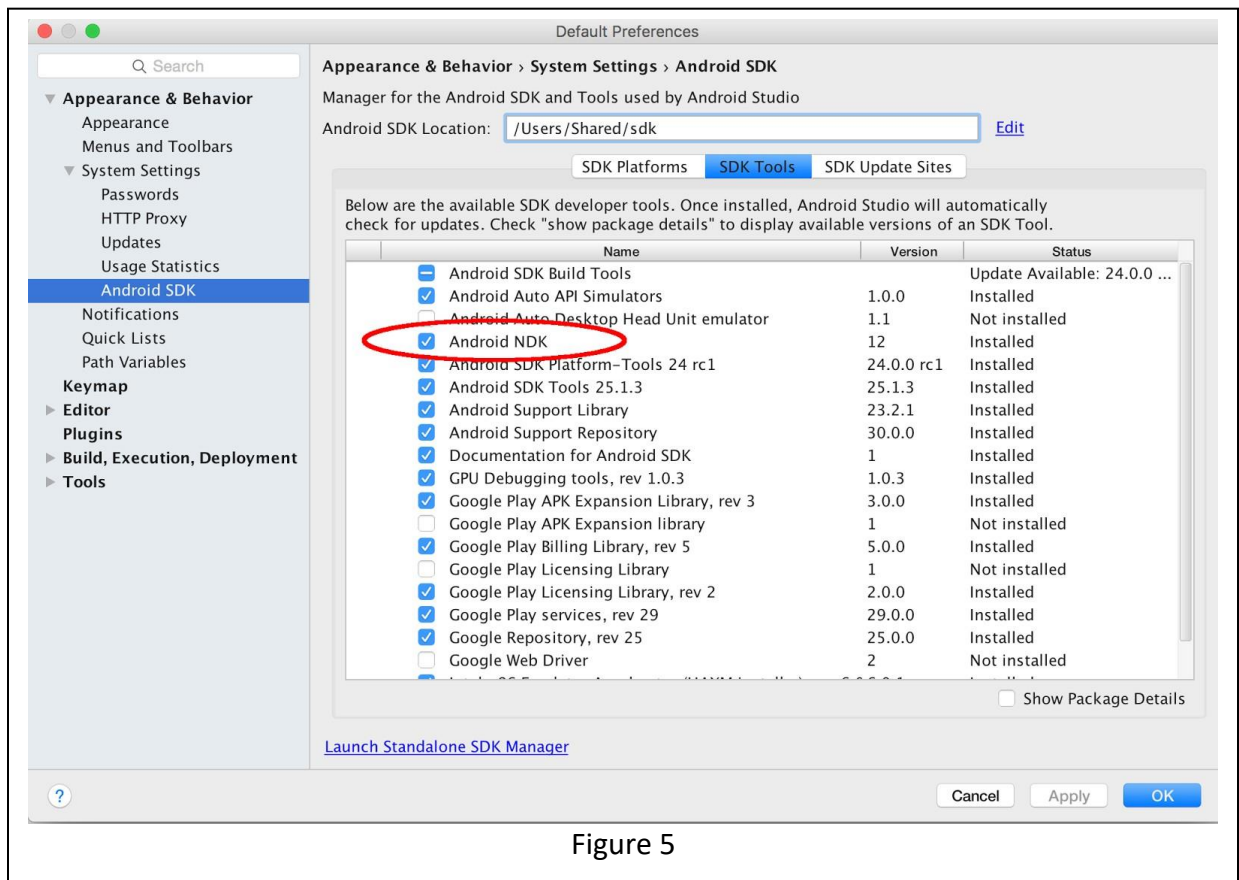 Default Preferences
Search
Appearance & Behavior
Appearance
Menus and Toolbars
System Settings
Passwords
HTTP Proxy
Updates
Usage Statistics
Android SDK
Notifications
Quick Lists
Path Variables
Keymap
Editor
Plugins
Build, Execution, Deployment
Tools
Appearance & Behavior › System Settings › Android SDK
Manager for the Android SDK and Tools used by Android Studio
Android SDK Location: /Users/Shared/sdk Edit
SDK Platforms SDK Tools SDK Update Sites
Below are the available SDK developer tools. Once installed, Android Studio will automatically
check for updates. Check "show package details" to display available versions of an SDK Tool.
Name Version Status
Android SDK Build Tools Update Available: 24.0.0 ...
Android Auto API Simulators 1.0.0 Installed
Android Auto Desktop Head Unit emulator 1.1 Not installed
Android NDK 12 Installed
Android SDK Platform-Tools 24 rc1 24.0.0 rc1 Installed
Android SDK Tools 25.1.3 25.1.3 Installed
Android Support Library 23.2.1 Installed
Android Support Repository 30.0.0 Installed
Documentation for Android SDK 1 Installed
GPU Debugging tools, rev 1.0.3 1.0.3 Installed
Google Play APK Expansion Library, rev 3 3.0.0 Installed
Google Play APK Expansion library 1 Not installed
Google Play Billing Library, rev 5 5.0.0 Installed
Google Play Licensing Library 1 Not installed
Google Play Licensing Library, rev 2 2.0.0 Installed
Google Play services, rev 29 29.0.0 Installed
Google Repository, rev 25 25.0.0 Installed
Google Web Driver 2 Not installed
Show Package Details
Launch Standalone SDK Manager
? Cancel Apply OK
Figure 5